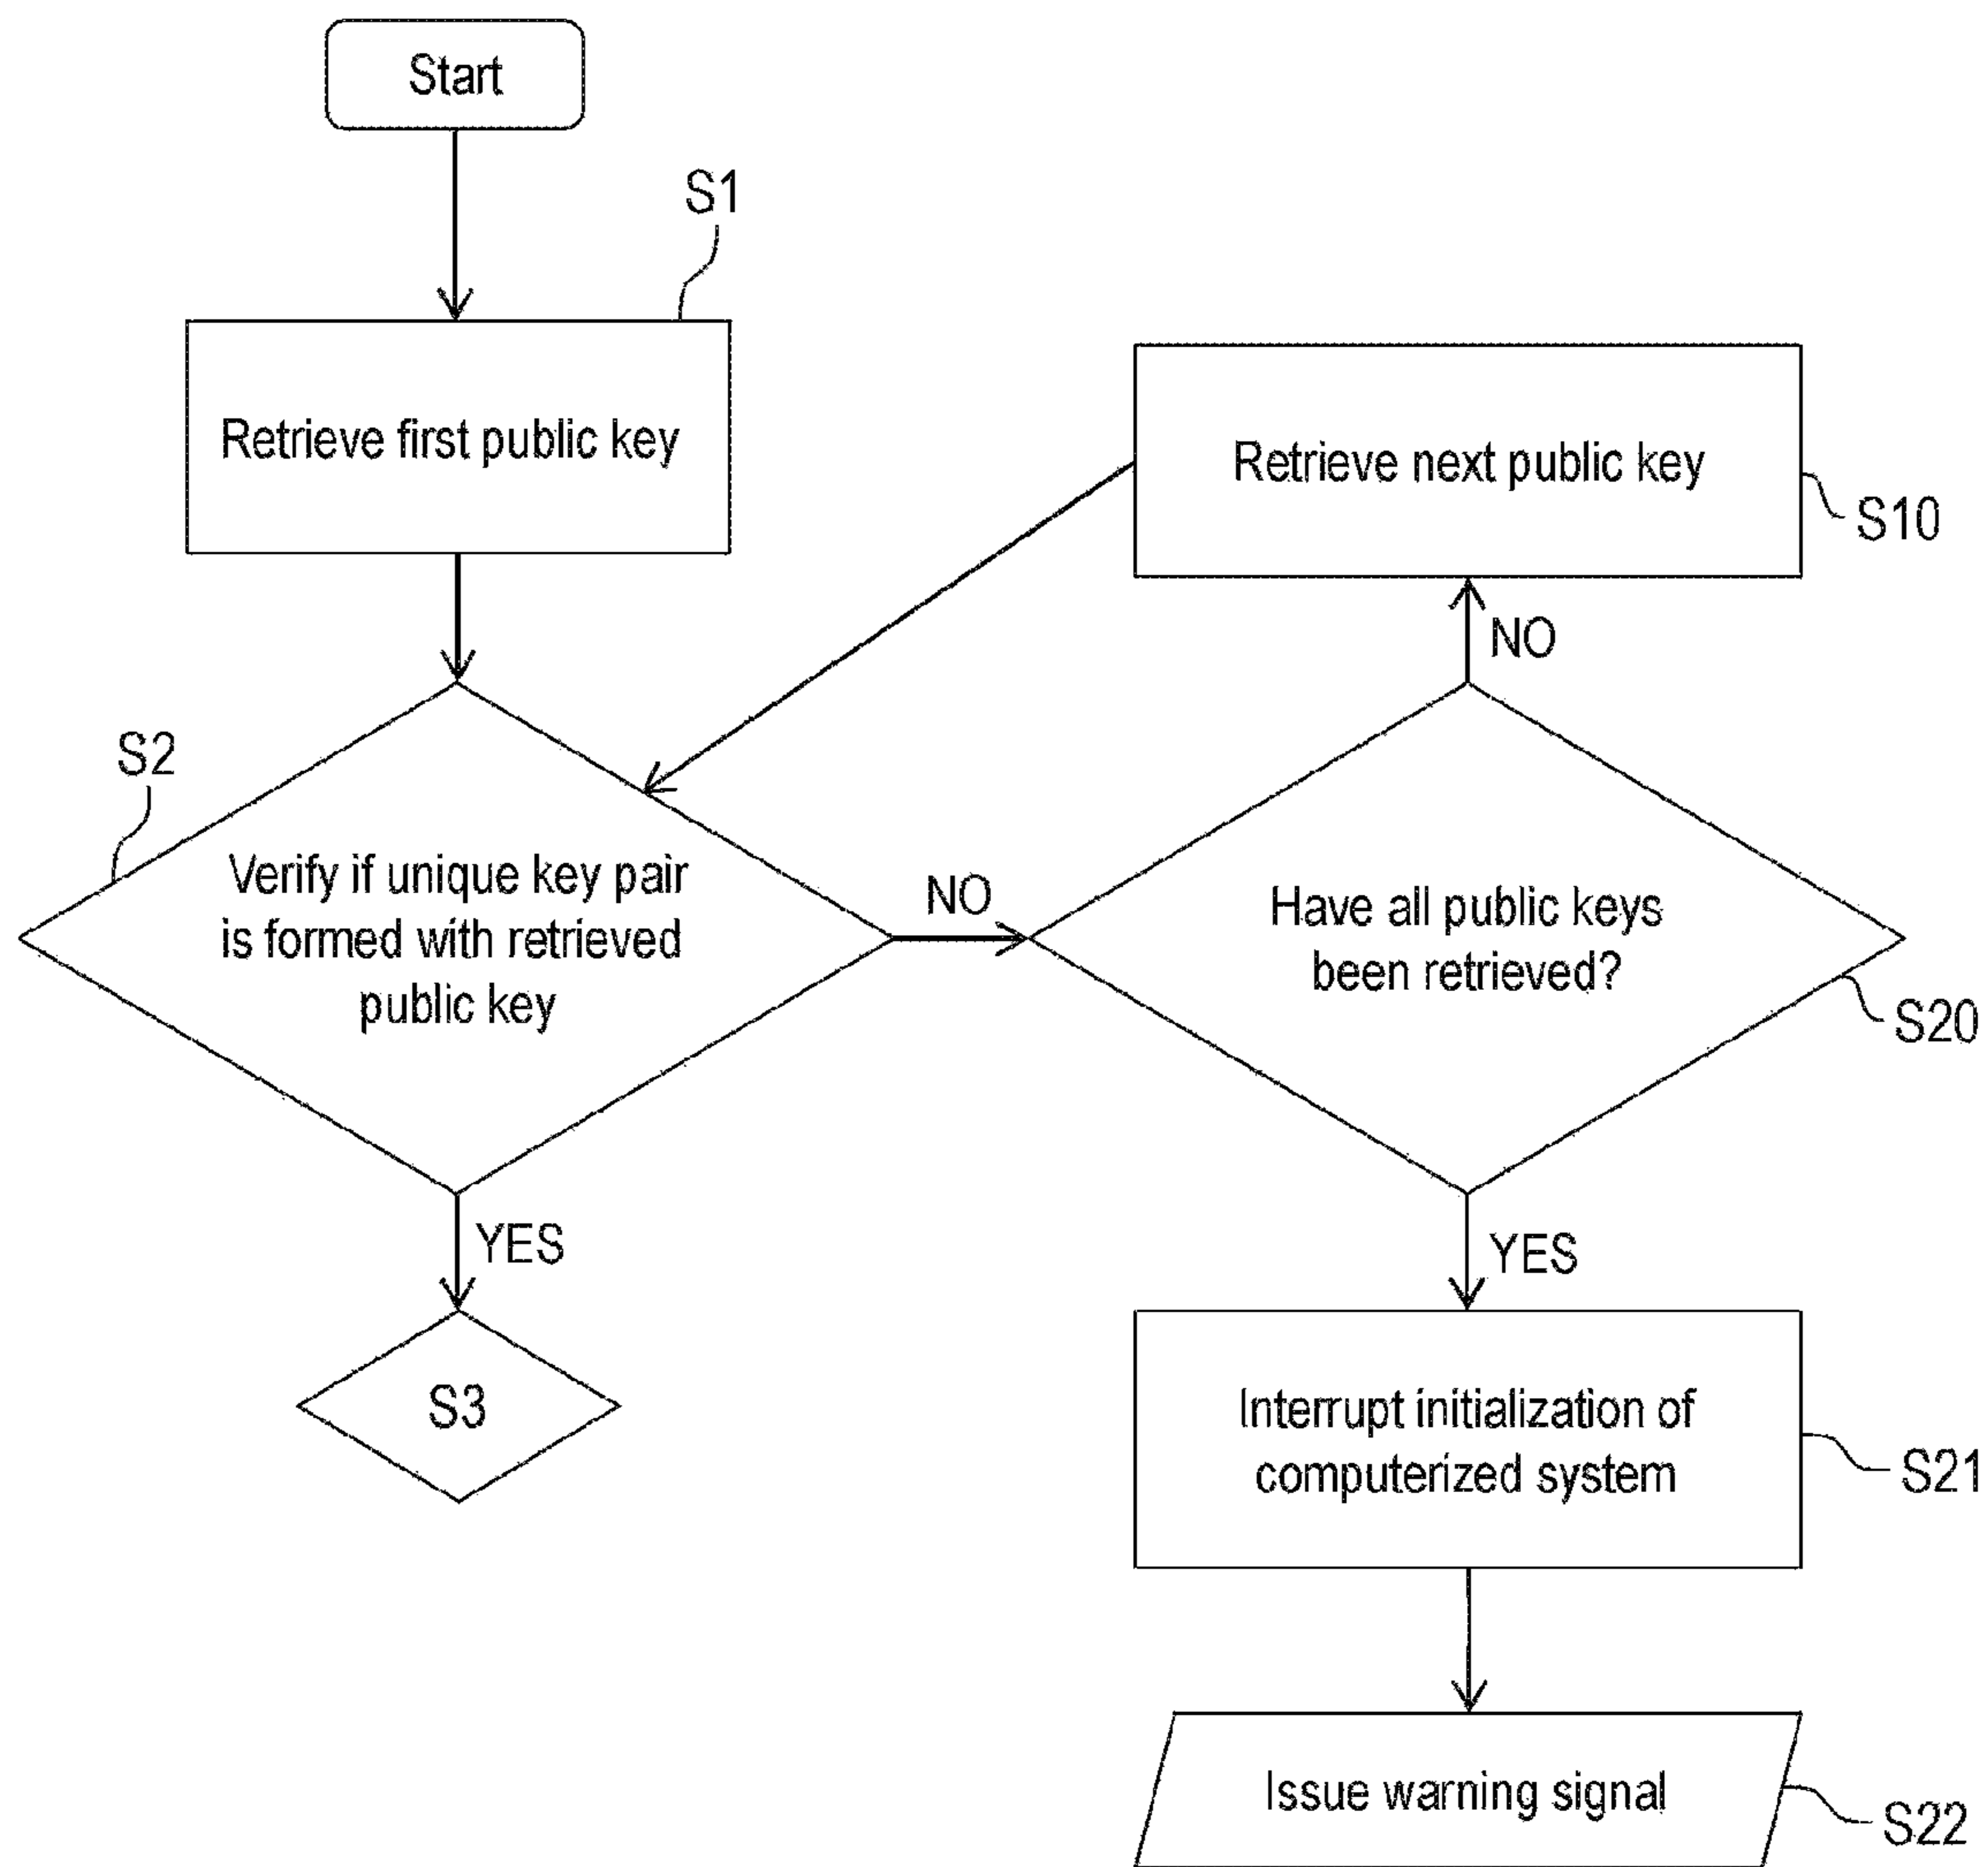 Start
S1
Retrieve first public key
Retrieve next public key
S10
NO
S2
Verify if unique key pair
is formed with retrieved
public key
NO
Have all public keys
been retrieved?
S20
YES
YES
S3
Interrupt initialization of
computerized system
S21
Issue warning signal
S22